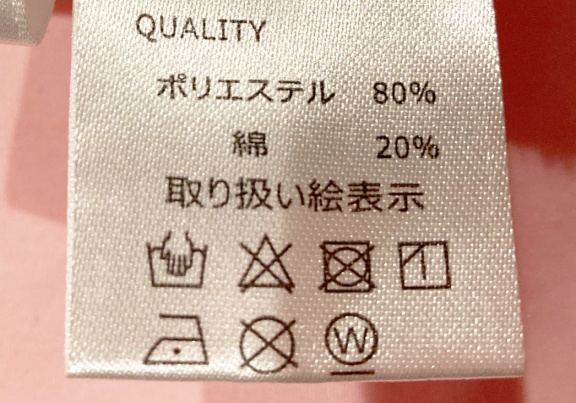 QUALITY
ポリエステル 80%
綿 20%
取り扱い絵表示
W